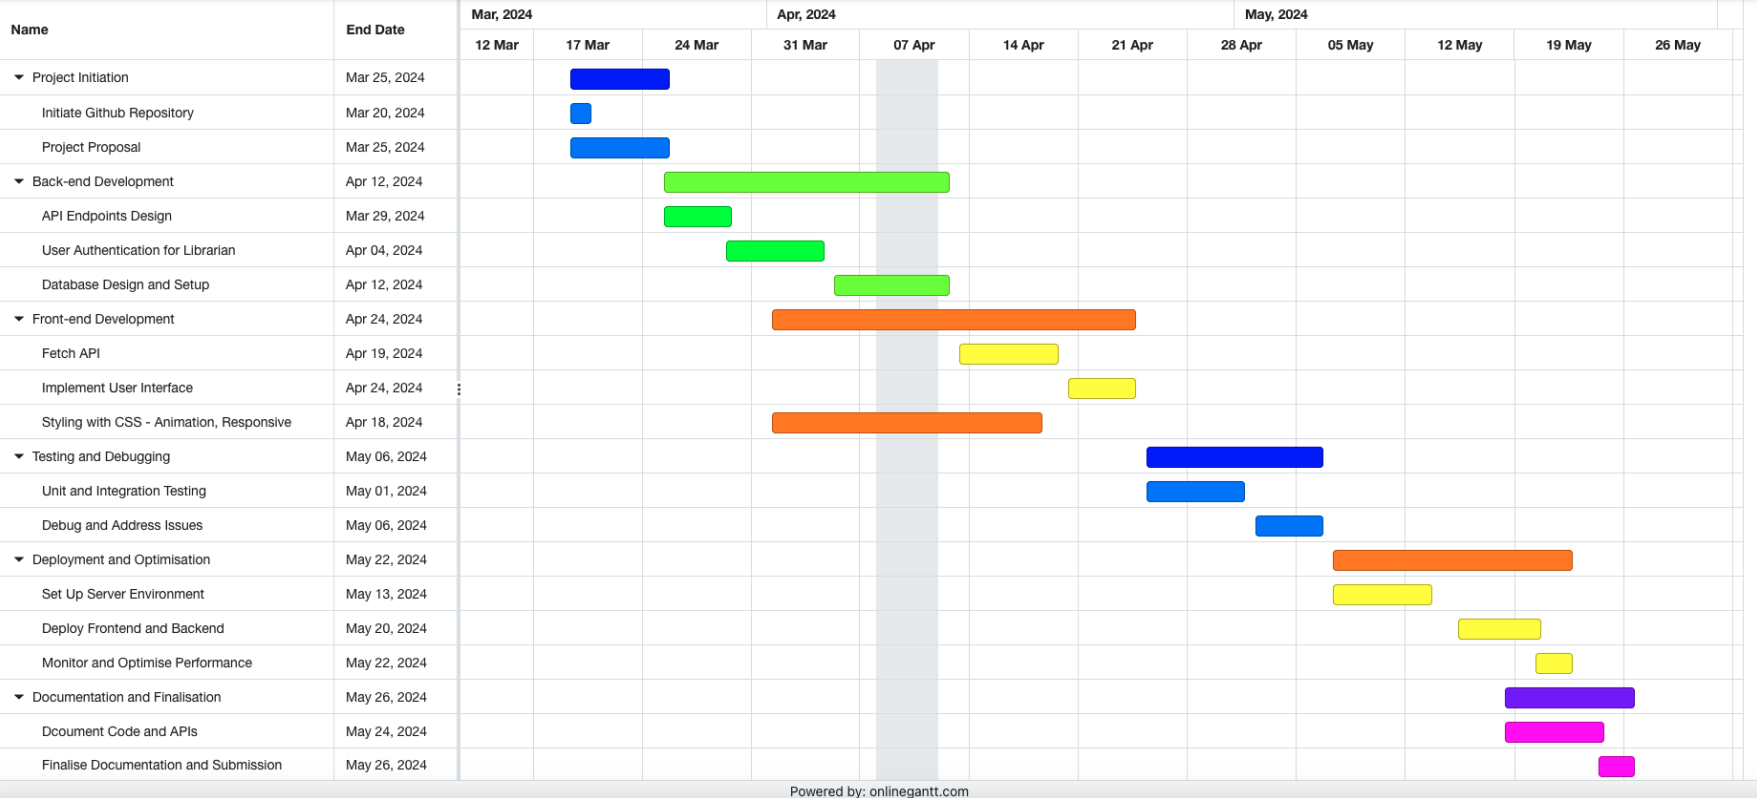 Mar, 2024 Apr, 2024 May, 2024
Name End Date
12 Mar 17 Mar 24 Mar 31 Mar 07 Apr 14 Apr 21 Apr 28 Apr 05 May 12 May 19 May 26 May
Project Initiation Mar 25, 2024
Initiate Github Repository Mar 20, 2024
Project Proposal Mar 25, 2024
Back-end Development Apr 12, 2024
API Endpoints Design Mar 29, 2024
User Authentication for Librarian Apr 04, 2024
Database Design and Setup Apr 12, 2024
Front-end Development Apr 24, 2024
Fetch API Apr 19, 2024
Implement User Interface Apr 24, 2024
Styling with CSS - Animation, Responsive Apr 18, 2024
Testing and Debugging May 06, 2024
Unit and Integration Testing May 01, 2024
Debug and Address Issues May 06, 2024
Deployment and Optimisation May 22, 2024
Set Up Server Environment May 13, 2024
Deploy Frontend and Backend May 20, 2024
Monitor and Optimise Performance May 22, 2024
Documentation and Finalisation May 26, 2024
Dcoument Code and APIs May 24, 2024
Finalise Documentation and Submission May 26, 2024
Powered by: onlinegantt.com